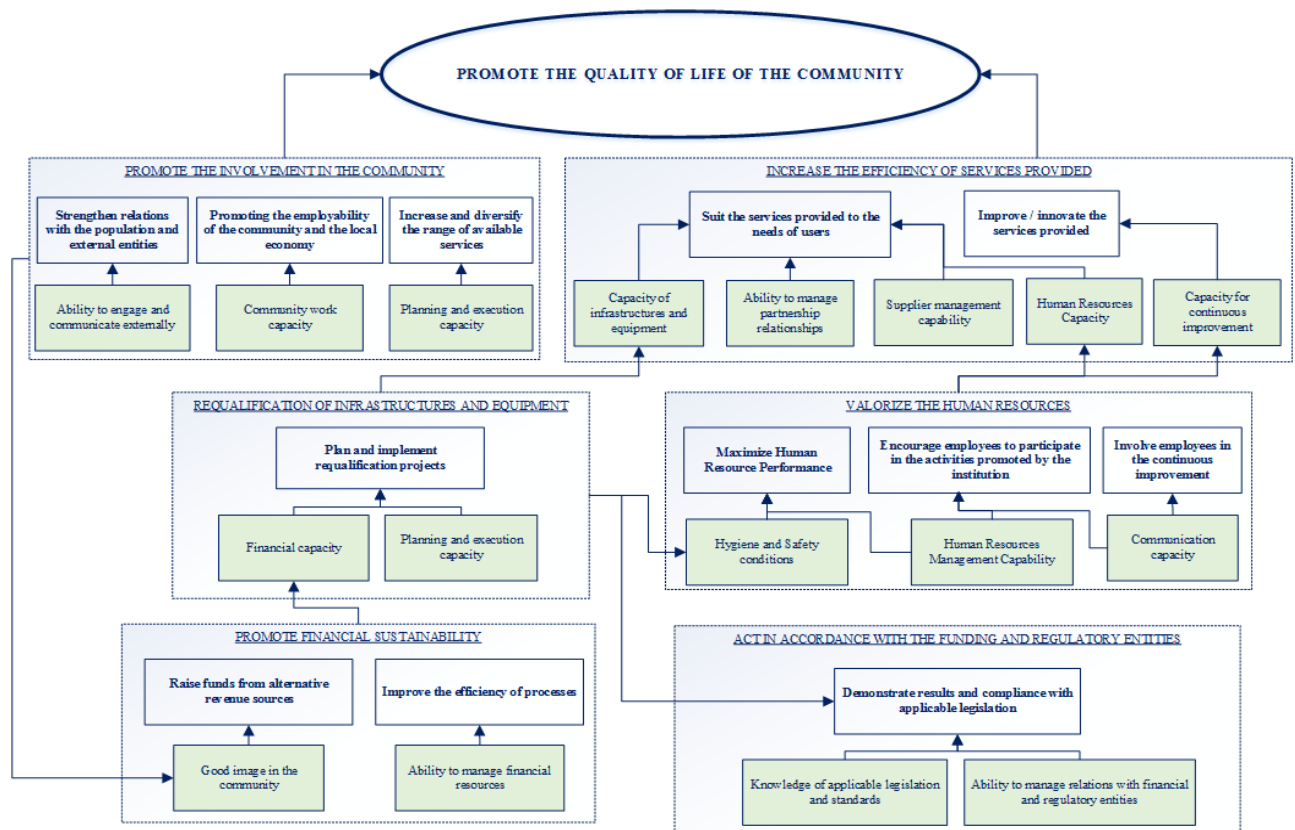 PROMOTE THE QUALITY OF LIFE OF THE COMMUNITY
PROMOTE THE INVOLVEMENT IN THE COMMUNITY
Strengthen relations
with the population and
external entities
Promoting the employability
of the community and the local
economy
Increase and diversify
the range of available
services
Ability to engage and
communicate externally
Community work
capacity
Planning and execution
capacity
INCREASE THE EFFICIENCY OF SERVICES PROVIDED
Suit the services provided to the
needs of users
Improve / innovate the
services provided
Capacity of
infrastructures and
equipment
Ability to manage
partnership
relationships
Supplier management
capability
Human Resources
Capacity
Capacity for
continuous
improvement
REQUALIFICATION OF INFRASTRUCTURES AND EQUIPMENT
Plan and implement
requalification projects
Financial capacity
Planning and execution
capacity
VALORIZE THE HUMAN RESOURCES
Maximize Human
Resource Performance
Encourage employees to participate
in the activities promoted by the
institution
Involve employees in
the continuous
improvement
Hygiene and Safety
conditions
Human Resources
Management Capability
Communication
capacity
PROMOTE FINANCIAL SUSTAINABILITY
Raise funds from alternative
revenue sources
Improve the efficiency of processes
Good image in the
community
Ability to manage financial
resources
ACT IN ACCORDANCE WITH THE FUNDING AND REGULATORY ENTITIES
Demonstrate results and compliance with
applicable legislation
Knowledge of applicable legislation
and standards
Ability to manage relations with financial
and regulatory entities